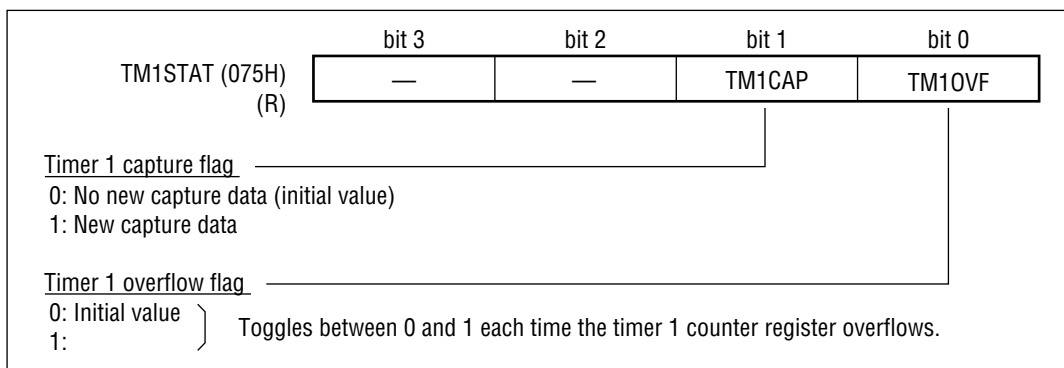 bit 3 bit 2 bit 1 bit 0
TM1STAT (075H) — — TM1CAP TM1OVF
(R)
Timer 1 capture flag
0: No new capture data (initial value)
1: New capture data
Timer 1 overflow flag
0: Initial value
1:
Toggles between 0 and 1 each time the timer 1 counter register overflows.